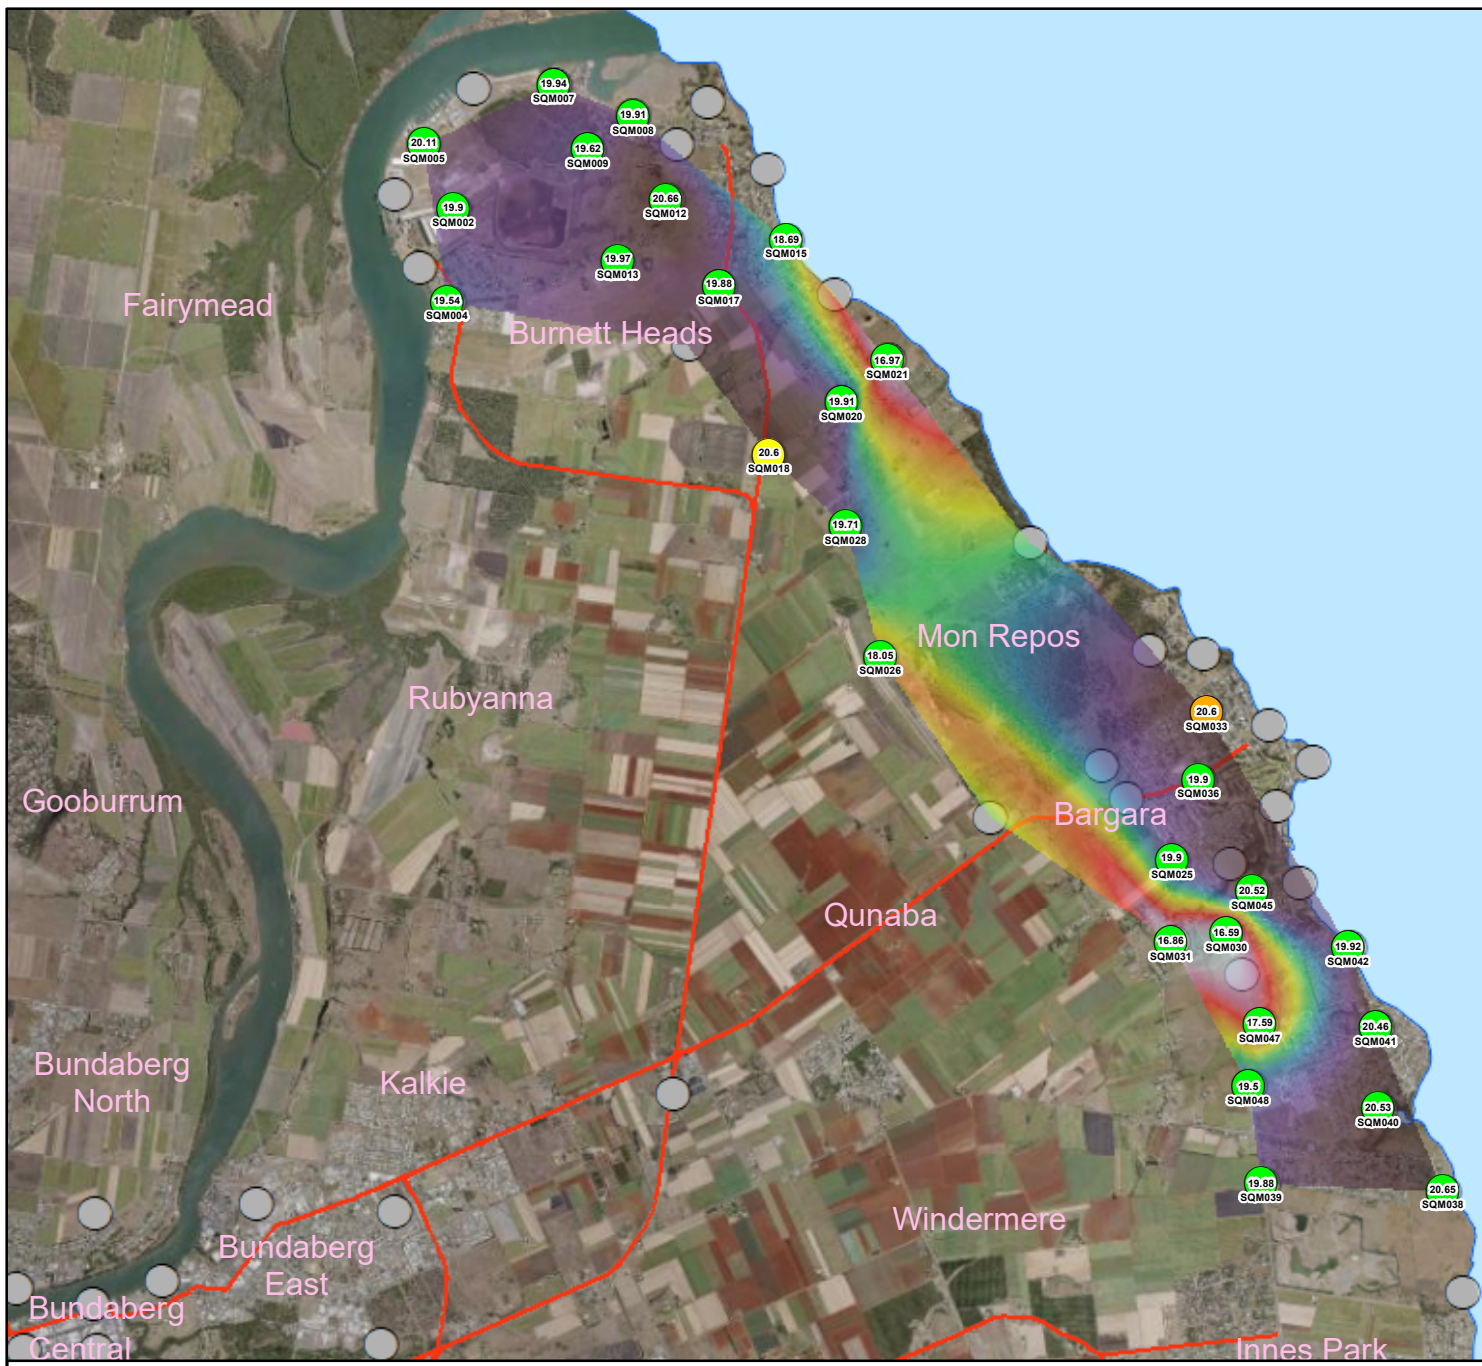 19.94
SQM007
19.91
SQM008
20.11
SQM005
19.62
SQM009
19.9
SQM002
20.66
SQM012
18.69
SQM015
19.97
SQM013
19.88
SQM017
19.54
SQM004
Fairymead
Burnett Heads
16.97
SQM021
19.91
SQM020
20.6
SQM018
19.71
SQM028
Mon Repos
18.05
SQM026
Rubyanna
20.6
SQM033
19.9
SQM036
Gooburrum
Bargara
19.9
SQM025
20.52
SQM045
Qunaba
16.59
SQM030
16.86
SQM031
19.92
SQM042
17.59
SQM047
20.46
SQM041
Bundaberg
North
Kalkie
19.5
SQM048
20.53
SQM040
19.88
SQM039
20.65
SQM038
Windermere
Bundaberg
East
Bundaberg
Central
Innes Park